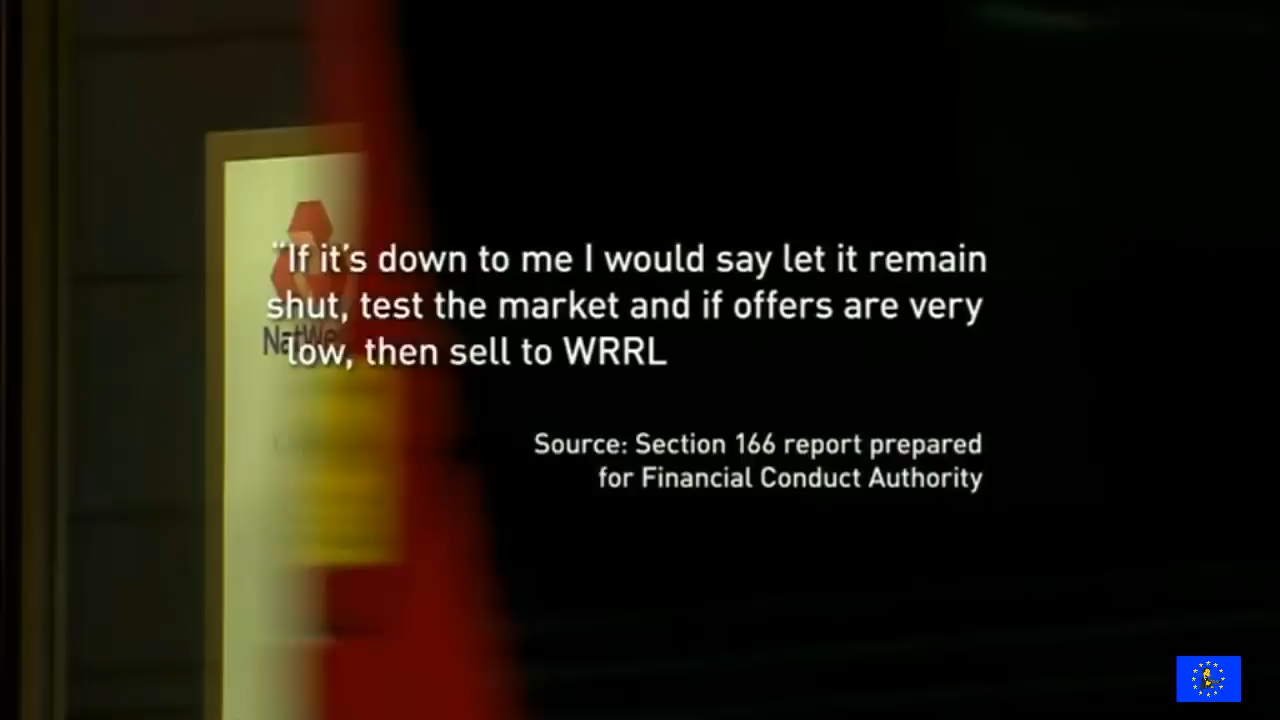 "If it's down to me I would say let it remain
shut, test the market and if offers are very
low, then sell to WRRL
NatWe
Source: Section 166 report prepared
for Financial Conduct Authority